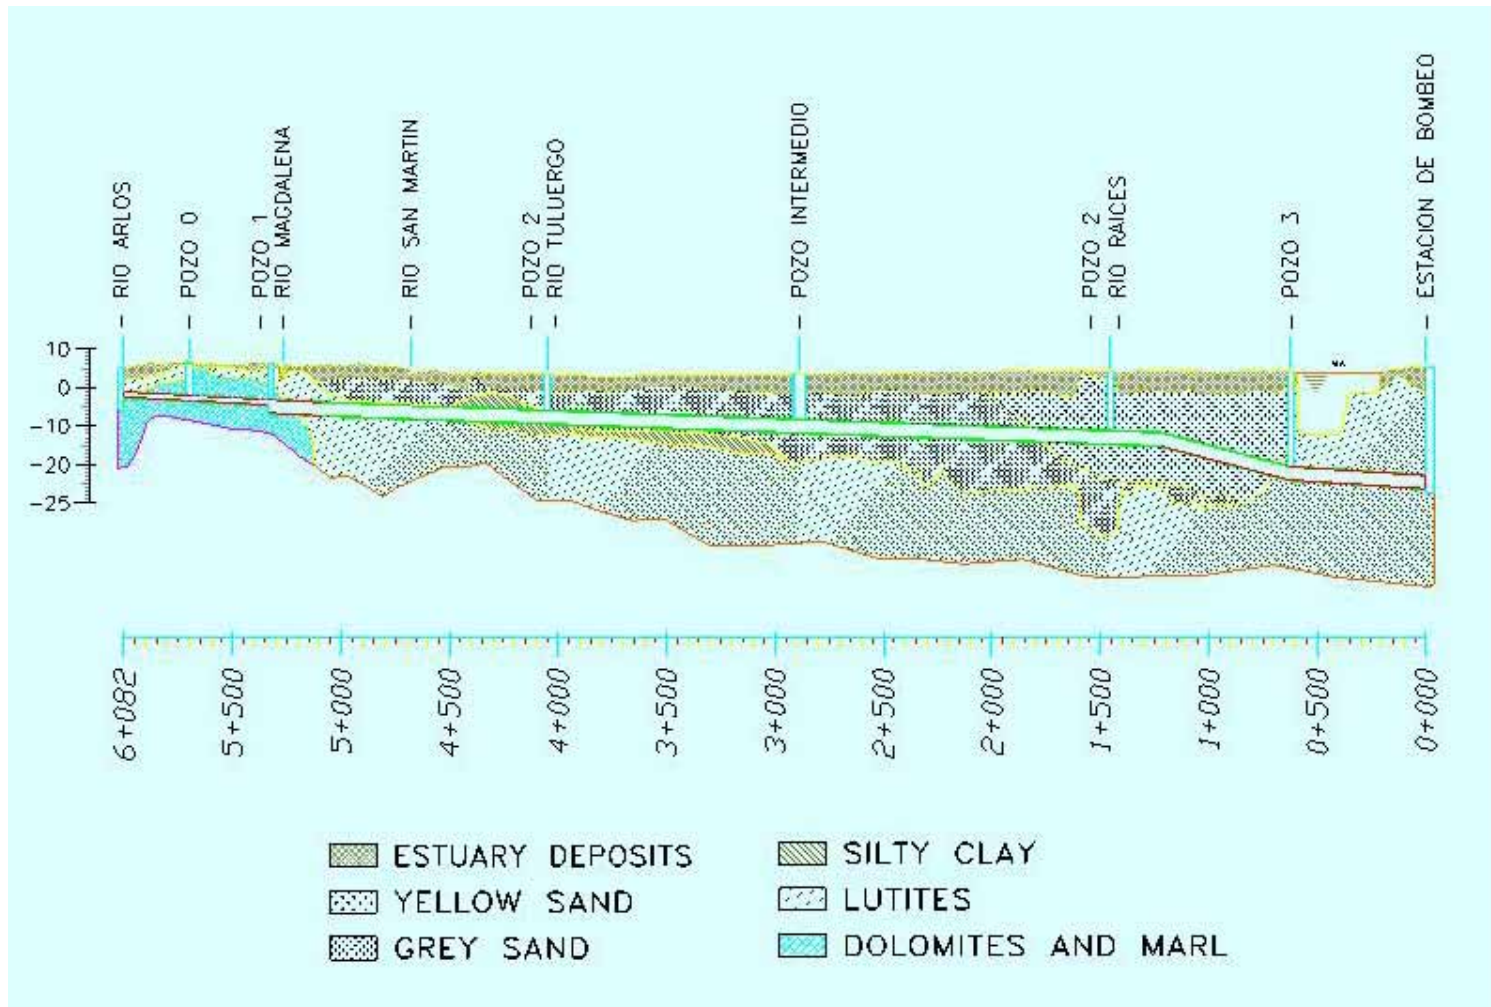 RIO ARLOS
POZO 0
POZO 1
RIO MAGDALENA
RIO SAN MARTIN
POZO 2
RIO TULUERGO
POZO INTERMEDIO
POZO 2
RIO RAICES
POZO 3
ESTACION DE BOMBEO
10
0
-10
-20
-25
6+082
5+500
5+000
4+500
4+000
3+500
3+000
2+500
2+000
1+500
1+000
0+500
0+000
ESTUARY DEPOSITS
YELLOW SAND
GREY SAND
SILTY CLAY
LUTITES
DOLOMITES AND MARL